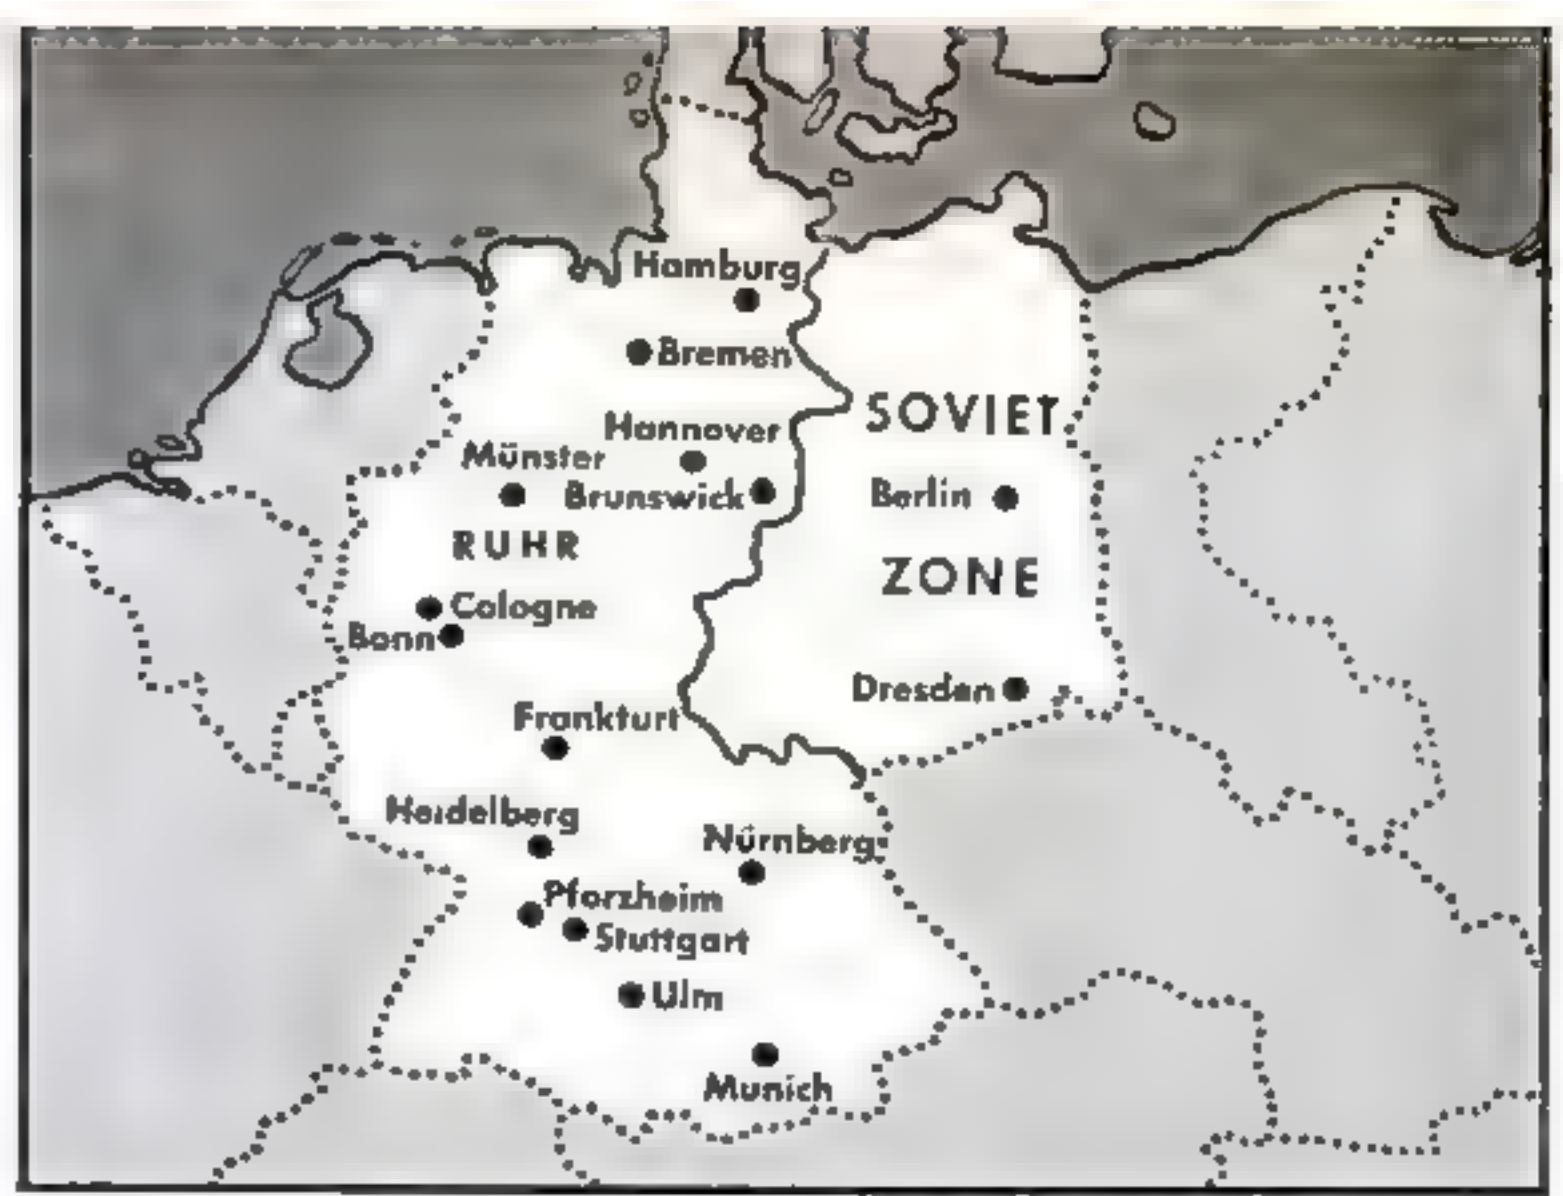 Hamburg
Bremen
SOVIET
Hannover
Münster
Brunswick
Berlin
RUHR
ZONE
Cologne
Bonn
Dresden
Frankfurt
Heidelberg
Nürnberg
Pforzheim
Stuttgart
Ulm
Munich